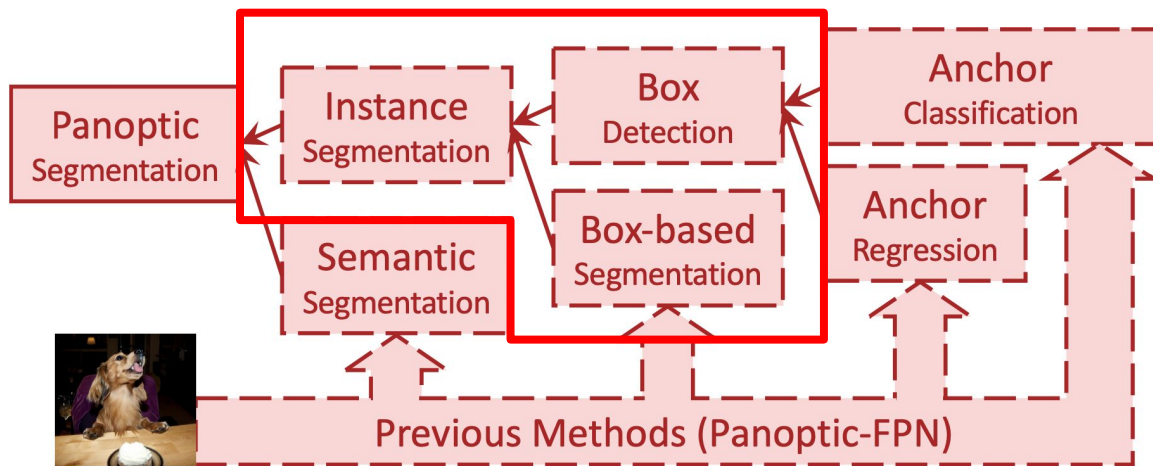 Panoptic
Segmentation
Instance
Segmentation
Semantic
Segmentation
Box
Detection
Box-based
Segmentation
Anchor
Classification
Anchor
Regression
Previous Methods (Panoptic-FPN)